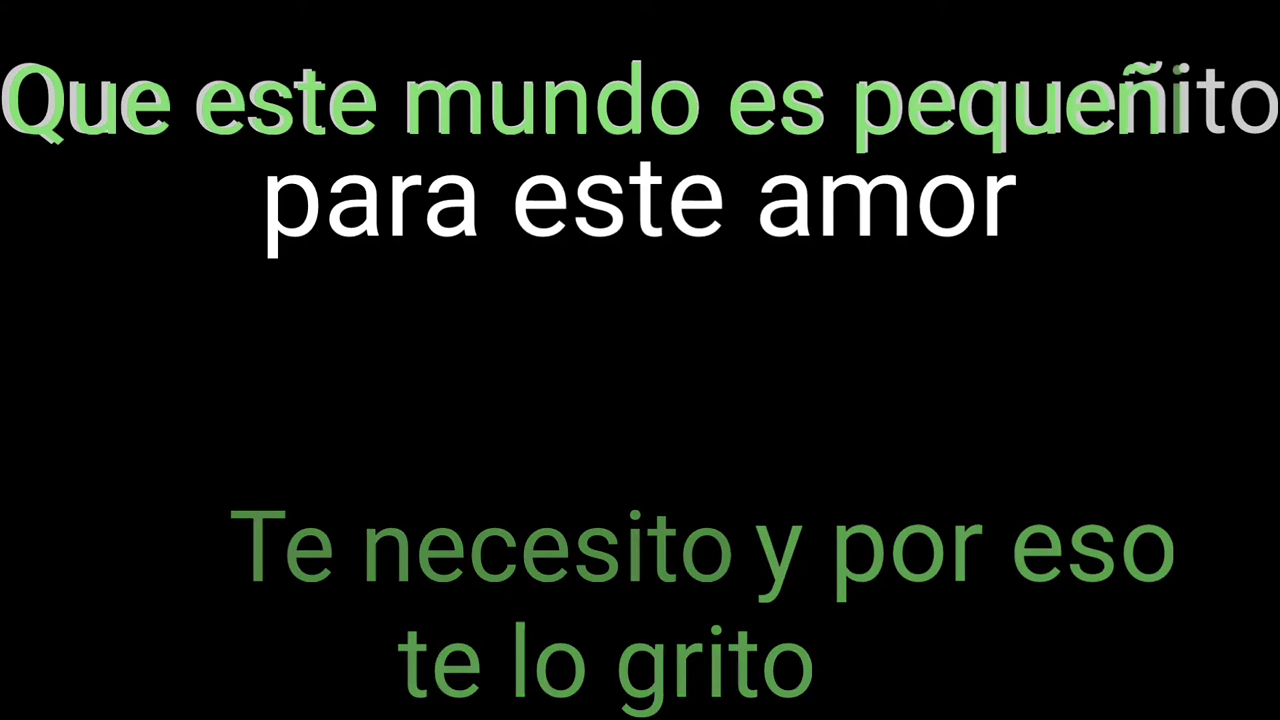 Que este mundo es pequeñito
para este amor
Te necesito y por eso
te lo grito